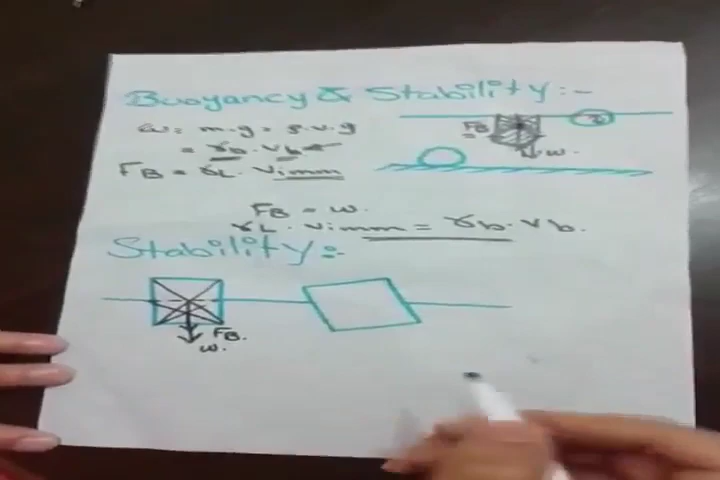 Buoyancy & Stability:-
w = m.g = ρ.v.g
= γb.Vb
FB = γL.Vimm
FB
w.
FB = w.
γL.Vimm = γb.Vb.
Stability:-
FB.
w.